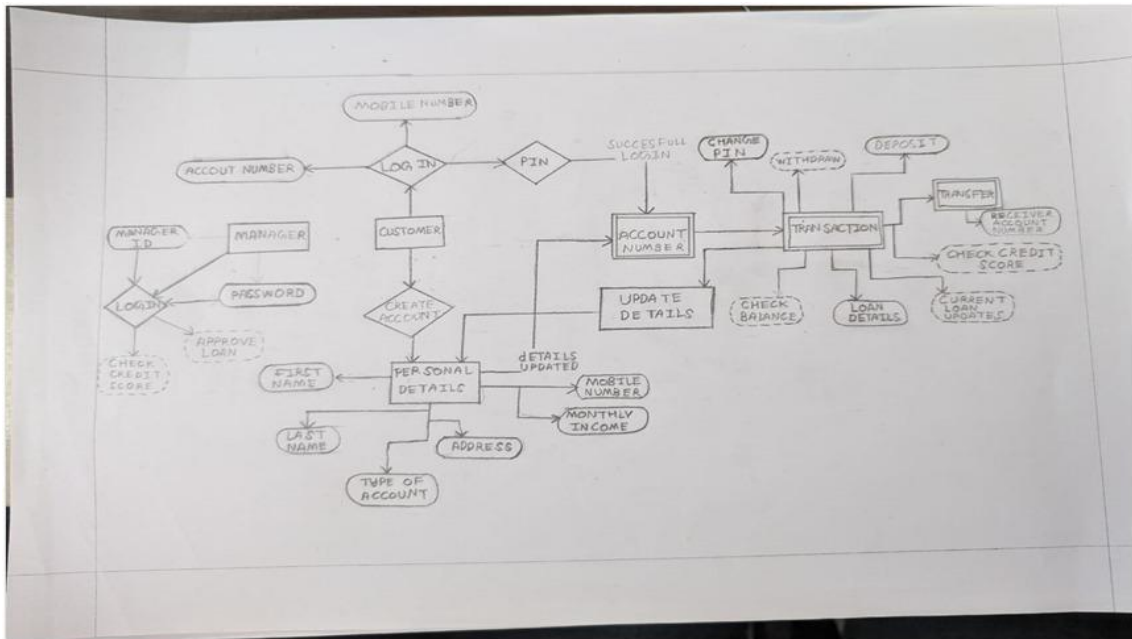 MOBILE NUMBER
ACCOUT NUMBER
LOG IN
PIN
SUCCESFULL
LOGIN
CHANGE
PIN
WITHDRAW
DEPOSIT
TRANSFER
RECEIVER
ACCOUNT
NUMBER
MANAGER
ID
MANAGER
CUSTOMER
ACCOUNT
NUMBER
TRANSACTION
CHECK CREDIT
SCORE
LOGIN
PASSWORD
APPROVE
LOAN
CHECK
CREDIT
SCORE
CREATE
ACCOUNT
UPDATE
DETAILS
CHECK
BALANCE
LOAN
DETAILS
CURRENT
LOAN
UPDATES
FIRST
NAME
PERSONAL
DETAILS
dETAILS
UPDATED
MOBILE
NUMBER
MONTHLY
INCOME
LAST
NAME
ADDRESS
TYPE OF
ACCOUNT